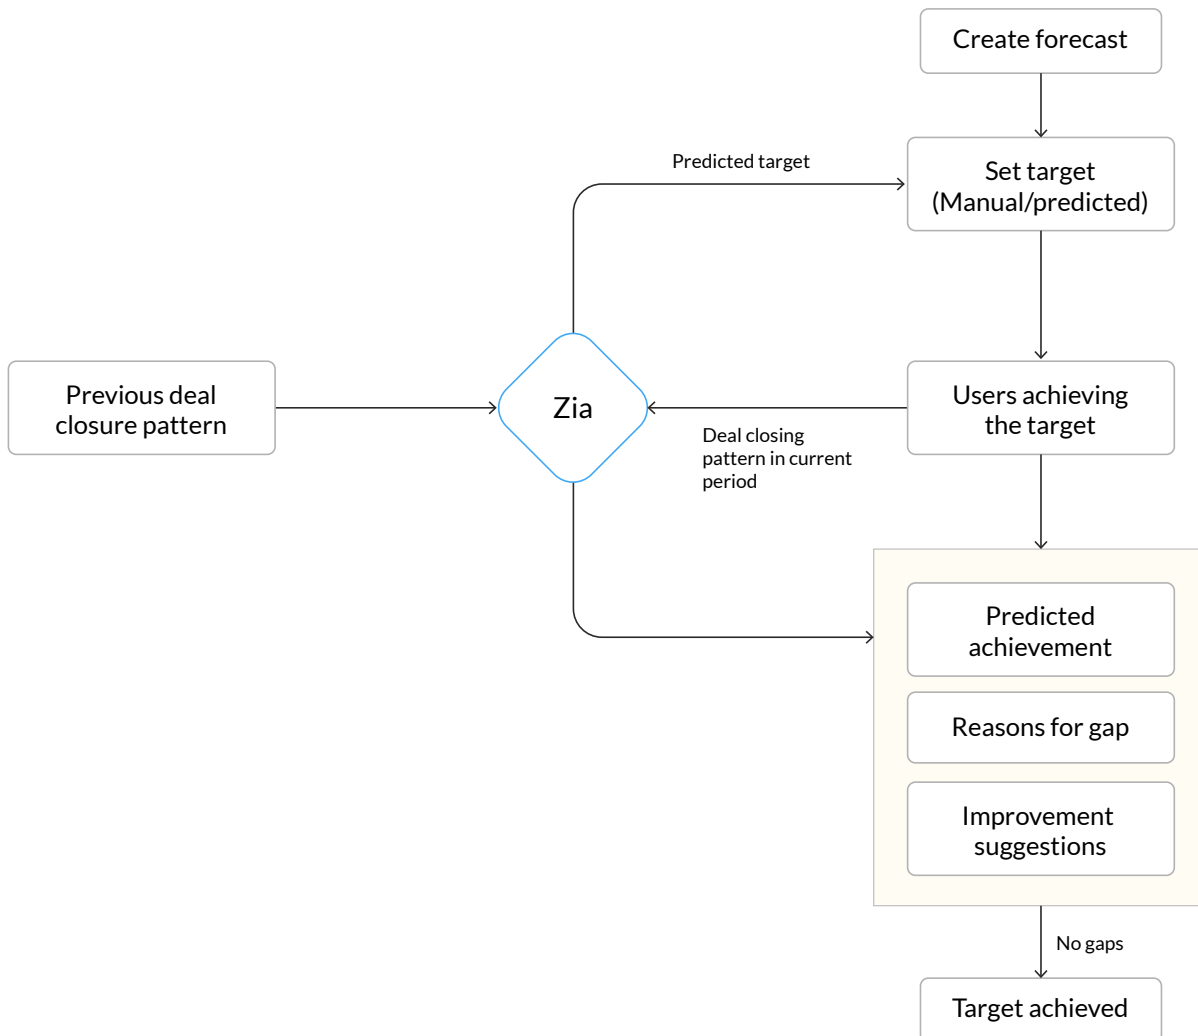 Create forecast
Predicted target
Set target
(Manual/predicted)
Previous deal
closure pattern
Zia
Users achieving
the target
Deal closing
pattern in current
period
Predicted
achievement
Reasons for gap
Improvement
suggestions
No gaps
Target achieved